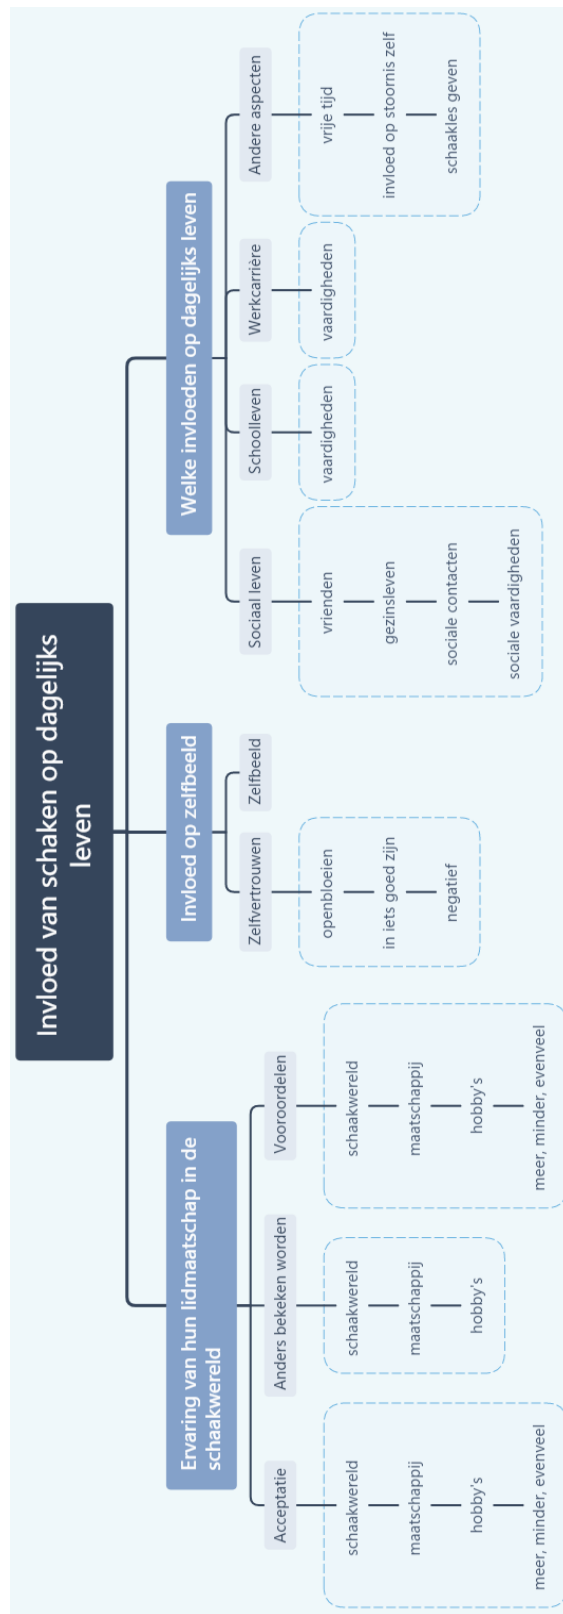 Invloed van schaken op dagelijks
leven
Ervaring van hun lidmaatschap in de
schaakwereld
Acceptatie
schaakwereld
maatschappij
hobby's
meer, minder, evenveel
Anders bekeken worden
schaakwereld
maatschappij
hobby's
Vooroordelen
schaakwereld
maatschappij
hobby's
meer, minder, evenveel
Invloed op zelfbeeld
Zelfvertrouwen
openbloeien
in iets goed zijn
negatief
Zelfbeeld
Welke invloeden op dagelijks leven
Sociaal leven
vrienden
gezinsleven
sociale contacten
sociale vaardigheden
Schoolleven
vaardigheden
Werkcarrière
vaardigheden
Andere aspecten
vrije tijd
invloed op stoornis zelf
schaakles geven